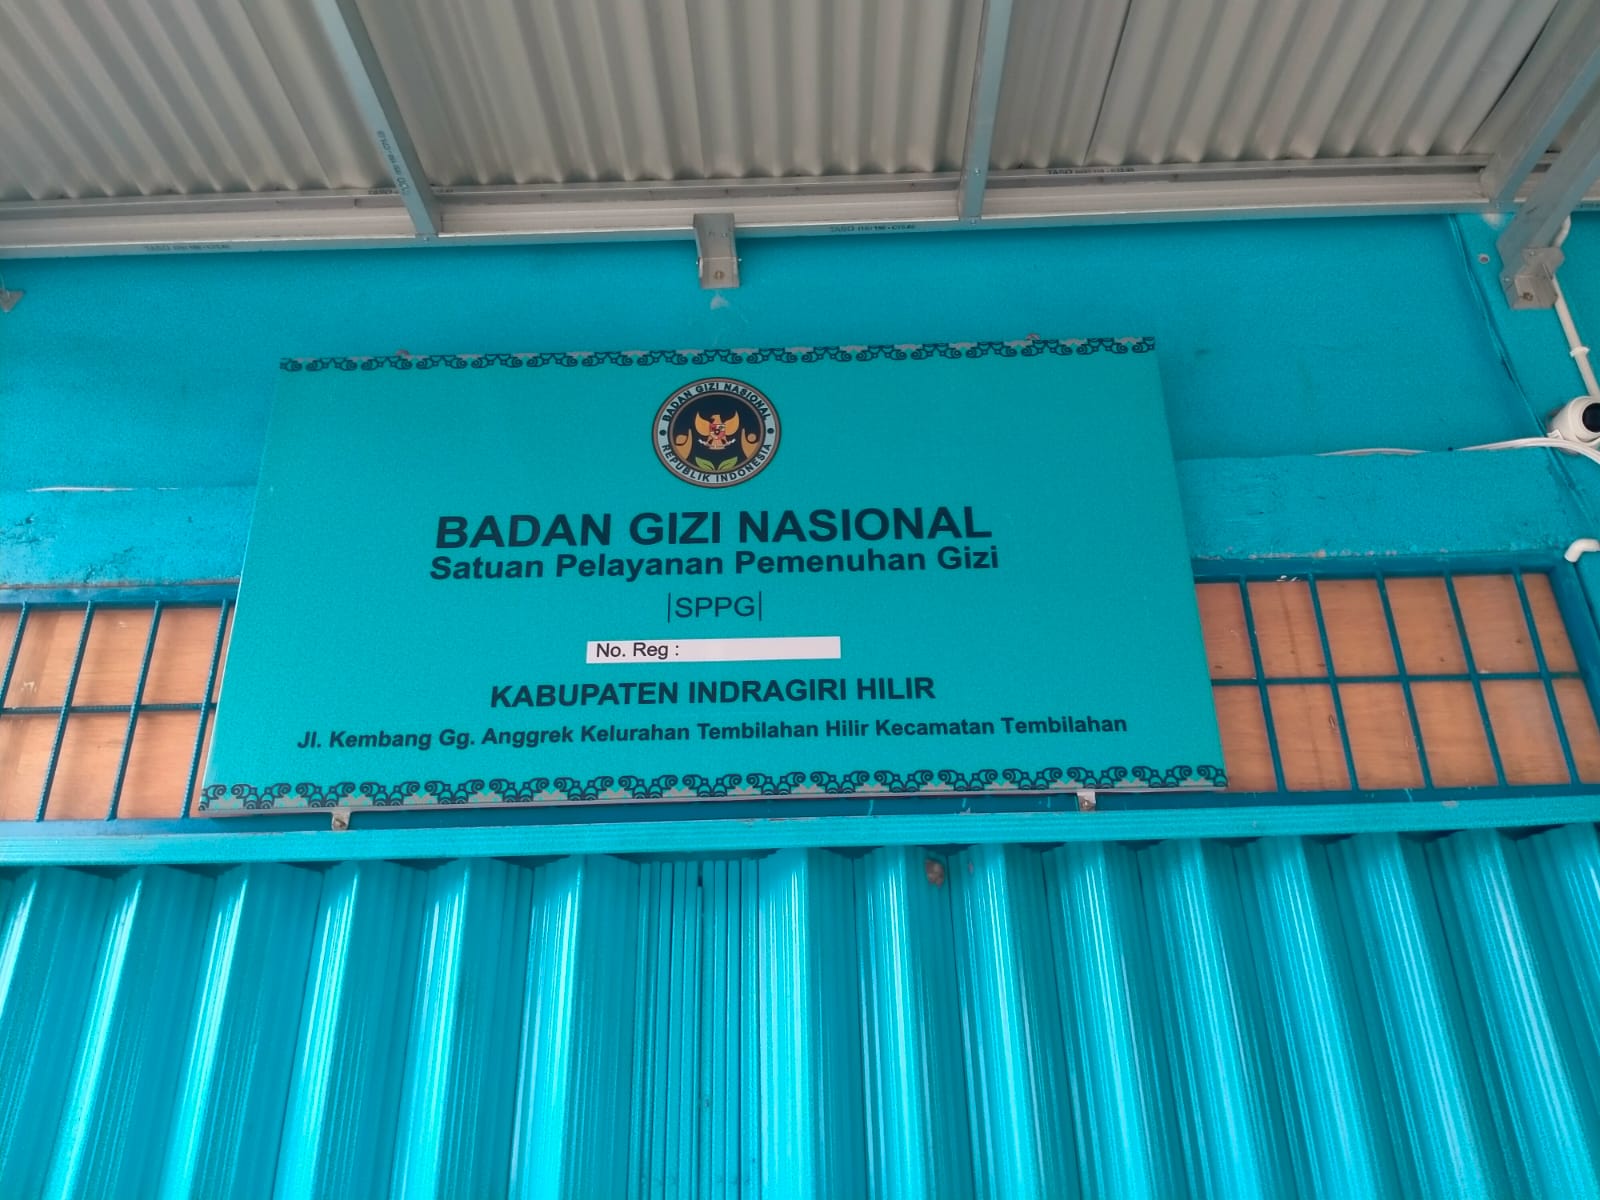 BADAN GIZI NASIONAL
REPUBLIK INDONESIA
BADAN GIZI NASIONAL
Satuan Pelayanan Pemenuhan Gizi
|SPPG|
No. Reg :
KABUPATEN INDRAGIRI HILIR
Jl. Kembang Gg. Anggrek Kelurahan Tembilahan Hilir Kecamatan Tembilahan